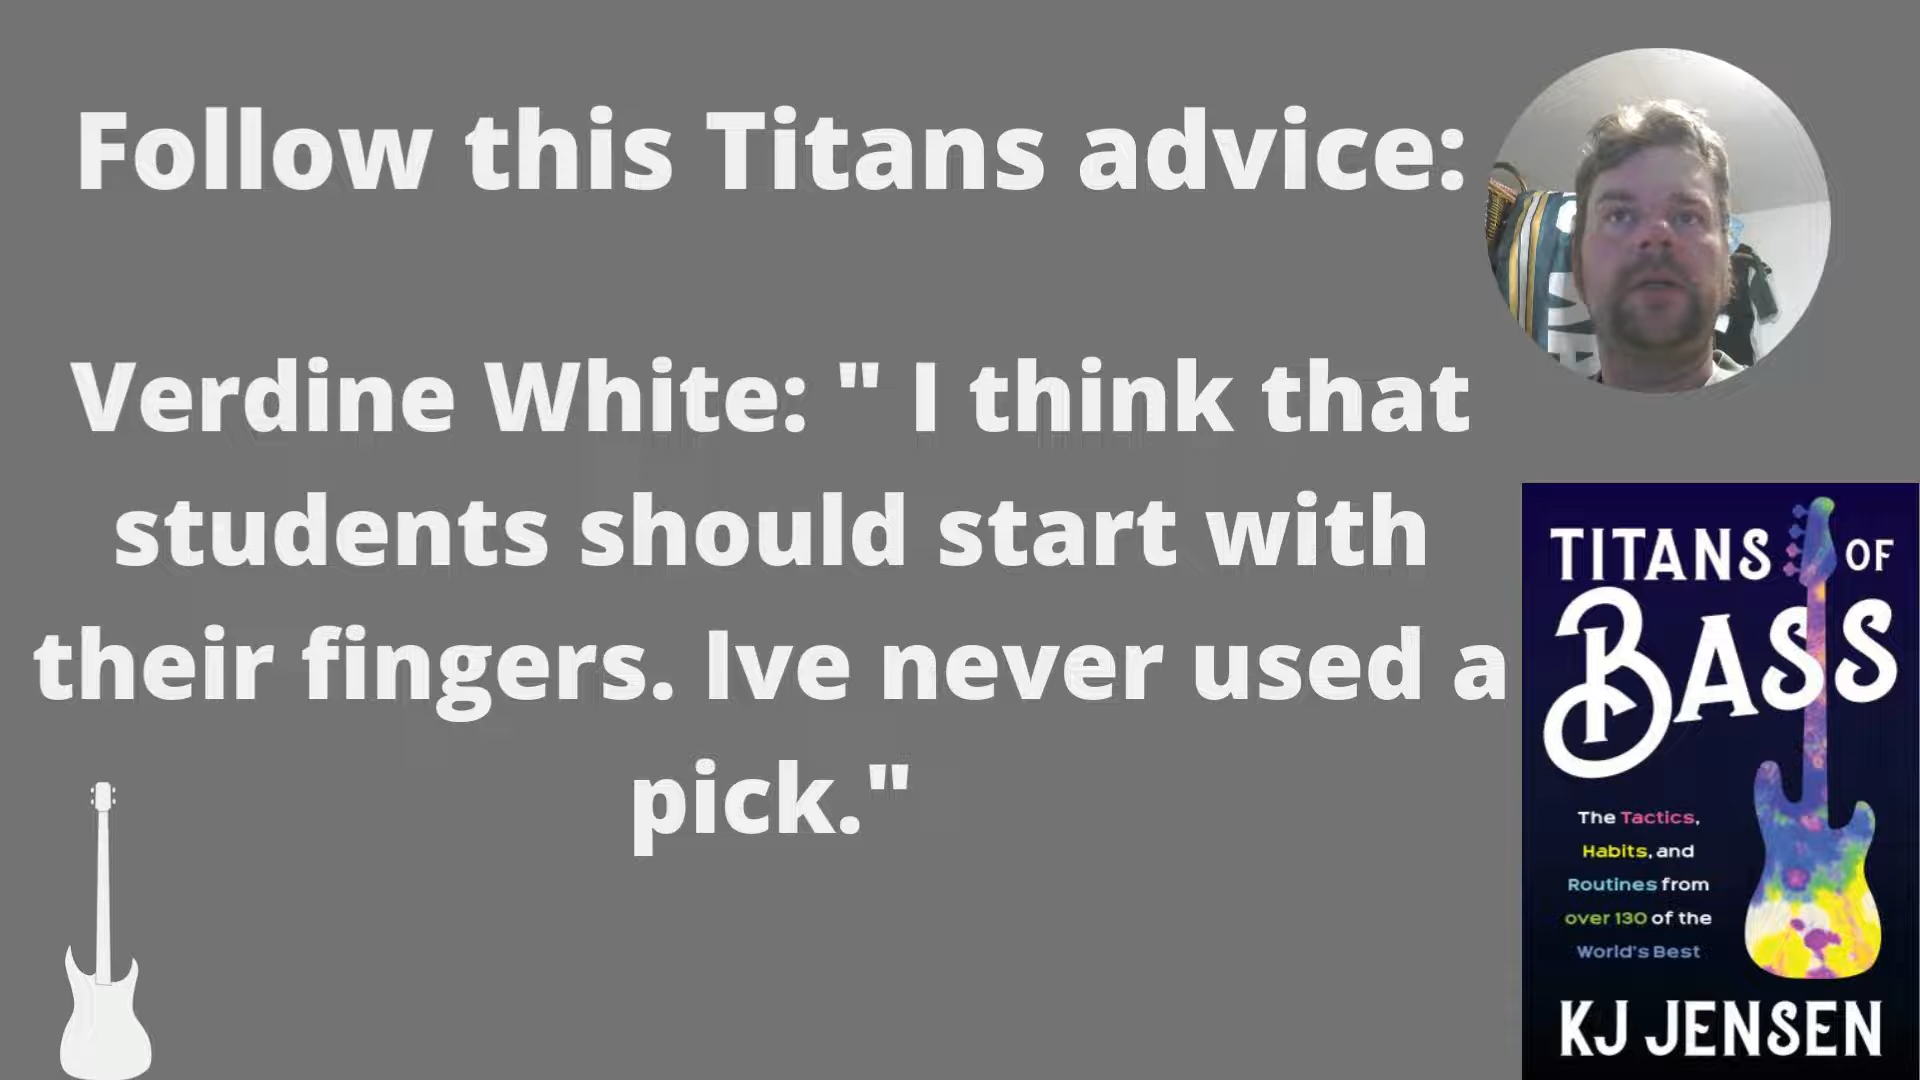 Follow this Titans advice:
Verdine White: " I think that
students should start with
their fingers. Ive never used a
pick."
TITANS OF
BASS
The Tactics,
Habits, and
Routines from
over 130 of the
World's Best
KJ JENSEN